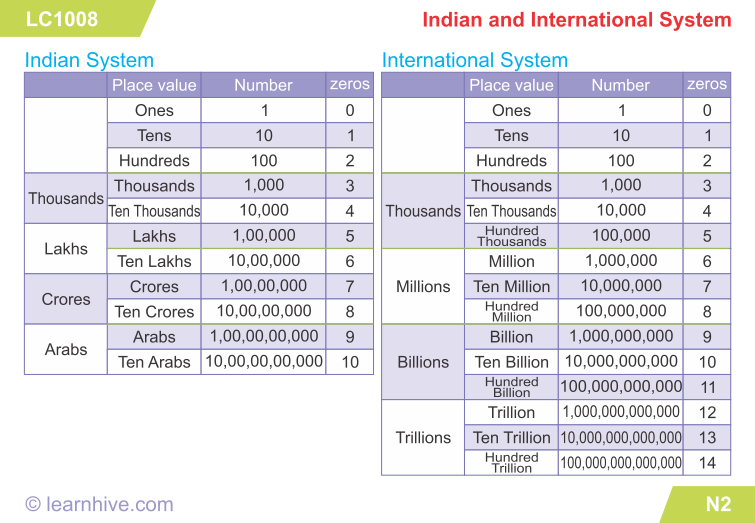 LC1008
Indian and International System
Indian System
Place value Number zeros
Ones 1 0
Tens 10 1
Hundreds 100 2
Thousands
Thousands 1,000 3
Ten Thousands 10,000 4
Lakhs
Lakhs 1,00,000 5
Ten Lakhs 10,00,000 6
Crores
Crores 1,00,00,000 7
Ten Crores 10,00,00,000 8
Arabs
Arabs 1,00,00,00,000 9
Ten Arabs 10,00,00,00,000 10
International System
Place value Number zeros
Ones 1 0
Tens 10 1
Hundreds 100 2
Thousands
Thousands 1,000 3
Ten Thousands 10,000 4
Hundred Thousands 100,000 5
Millions
Million 1,000,000 6
Ten Million 10,000,000 7
Hundred Million 100,000,000 8
Billions
Billion 1,000,000,000 9
Ten Billion 10,000,000,000 10
Hundred Billion 100,000,000,000 11
Trillions
Trillion 1,000,000,000,000 12
Ten Trillion 10,000,000,000,000 13
Hundred Trillion 100,000,000,000,000 14
© learnhive.com
N2